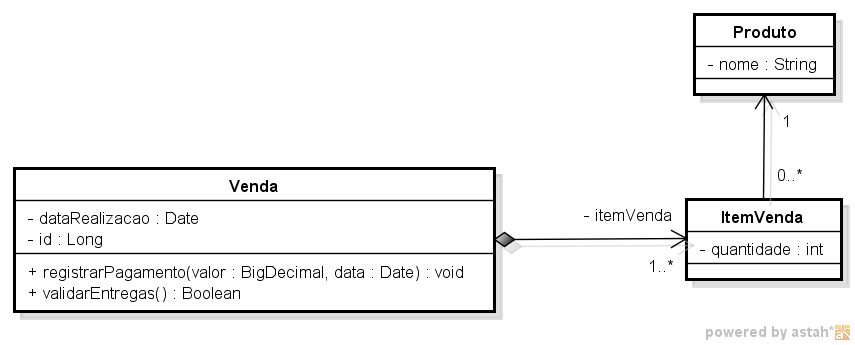 Produto
- nome : String
1
0..*
Venda
- dataRealizacao : Date
- id : Long
+ registrarPagamento(valor : BigDecimal, data : Date) : void
+ validarEntregas() : Boolean
- itemVenda
1..*
ItemVenda
- quantidade : int
powered by astah*